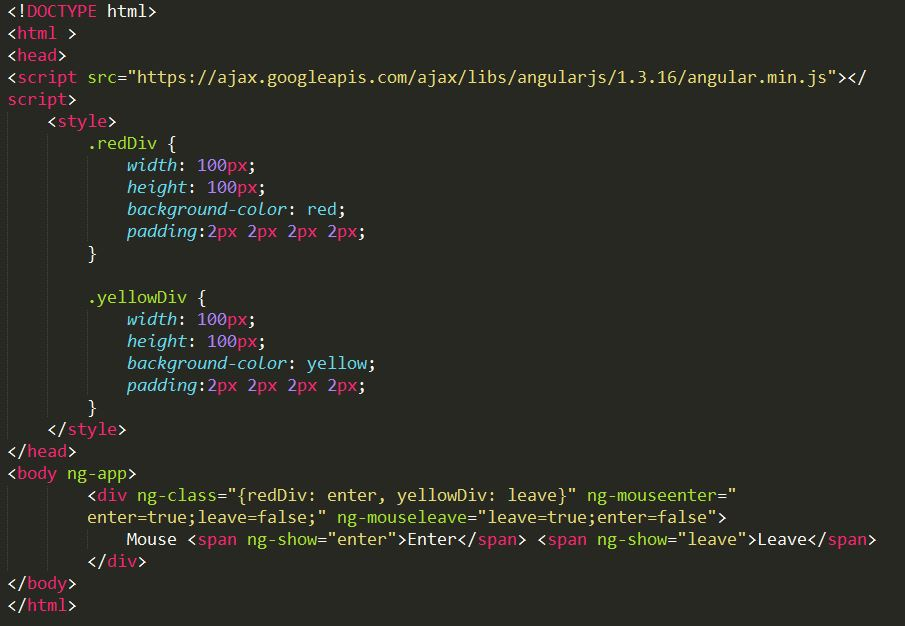 <!DOCTYPE html>
<html >
<head>
<script src="https://ajax.googleapis.com/ajax/libs/angularjs/1.3.16/angular.min.js"></
script>
    <style>
        .redDiv {
            width: 100px;
            height: 100px;
            background-color: red;
            padding:2px 2px 2px 2px;
        }

        .yellowDiv {
            width: 100px;
            height: 100px;
            background-color: yellow;
            padding:2px 2px 2px 2px;
        }
    </style>
</head>
<body ng-app>
        <div ng-class="{redDiv: enter, yellowDiv: leave}" ng-mouseenter="
        enter=true;leave=false;" ng-mouseleave="leave=true;enter=false">
            Mouse <span ng-show="enter">Enter</span> <span ng-show="leave">Leave</span>
        </div>
</body>
</html>